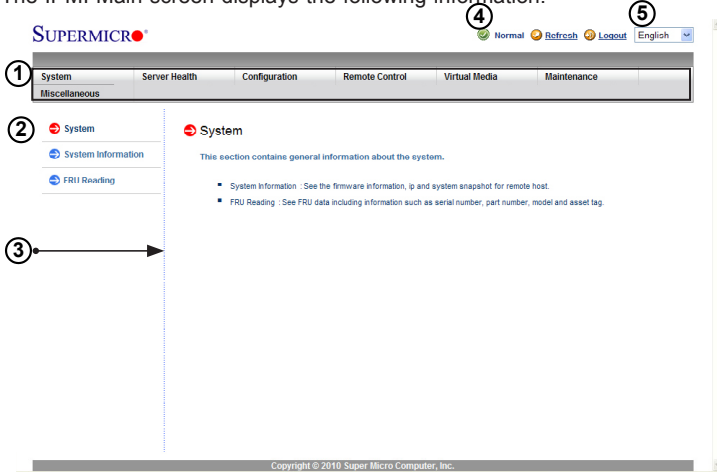 The IPMI Main screen displays the following information:
4 5
SUPERMICR
Normal Refresh Logout English
1
System Server Health Configuration Remote Control Virtual Media Maintenance
Miscellaneous
2
System
System Information
FRU Reading
System
This section contains general information about the system.
System Information : See the firmware information, ip and system snapshot for remote host.
FRU Reading : See FRU data including information such as serial number, part number, model and asset tag.
3
Copyright © 2010 Super Micro Computer, Inc.